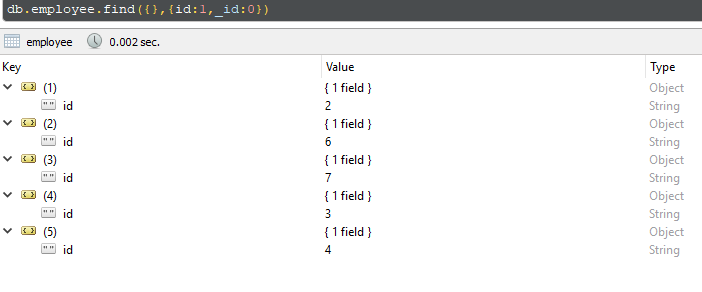 db.employee.find({},{id:1,_id:0})
employee 0.002 sec.
Key Value Type
(1) { 1 field } Object
"" id 2 String
(2) { 1 field } Object
"" id 6 String
(3) { 1 field } Object
"" id 7 String
(4) { 1 field } Object
"" id 3 String
(5) { 1 field } Object
"" id 4 String